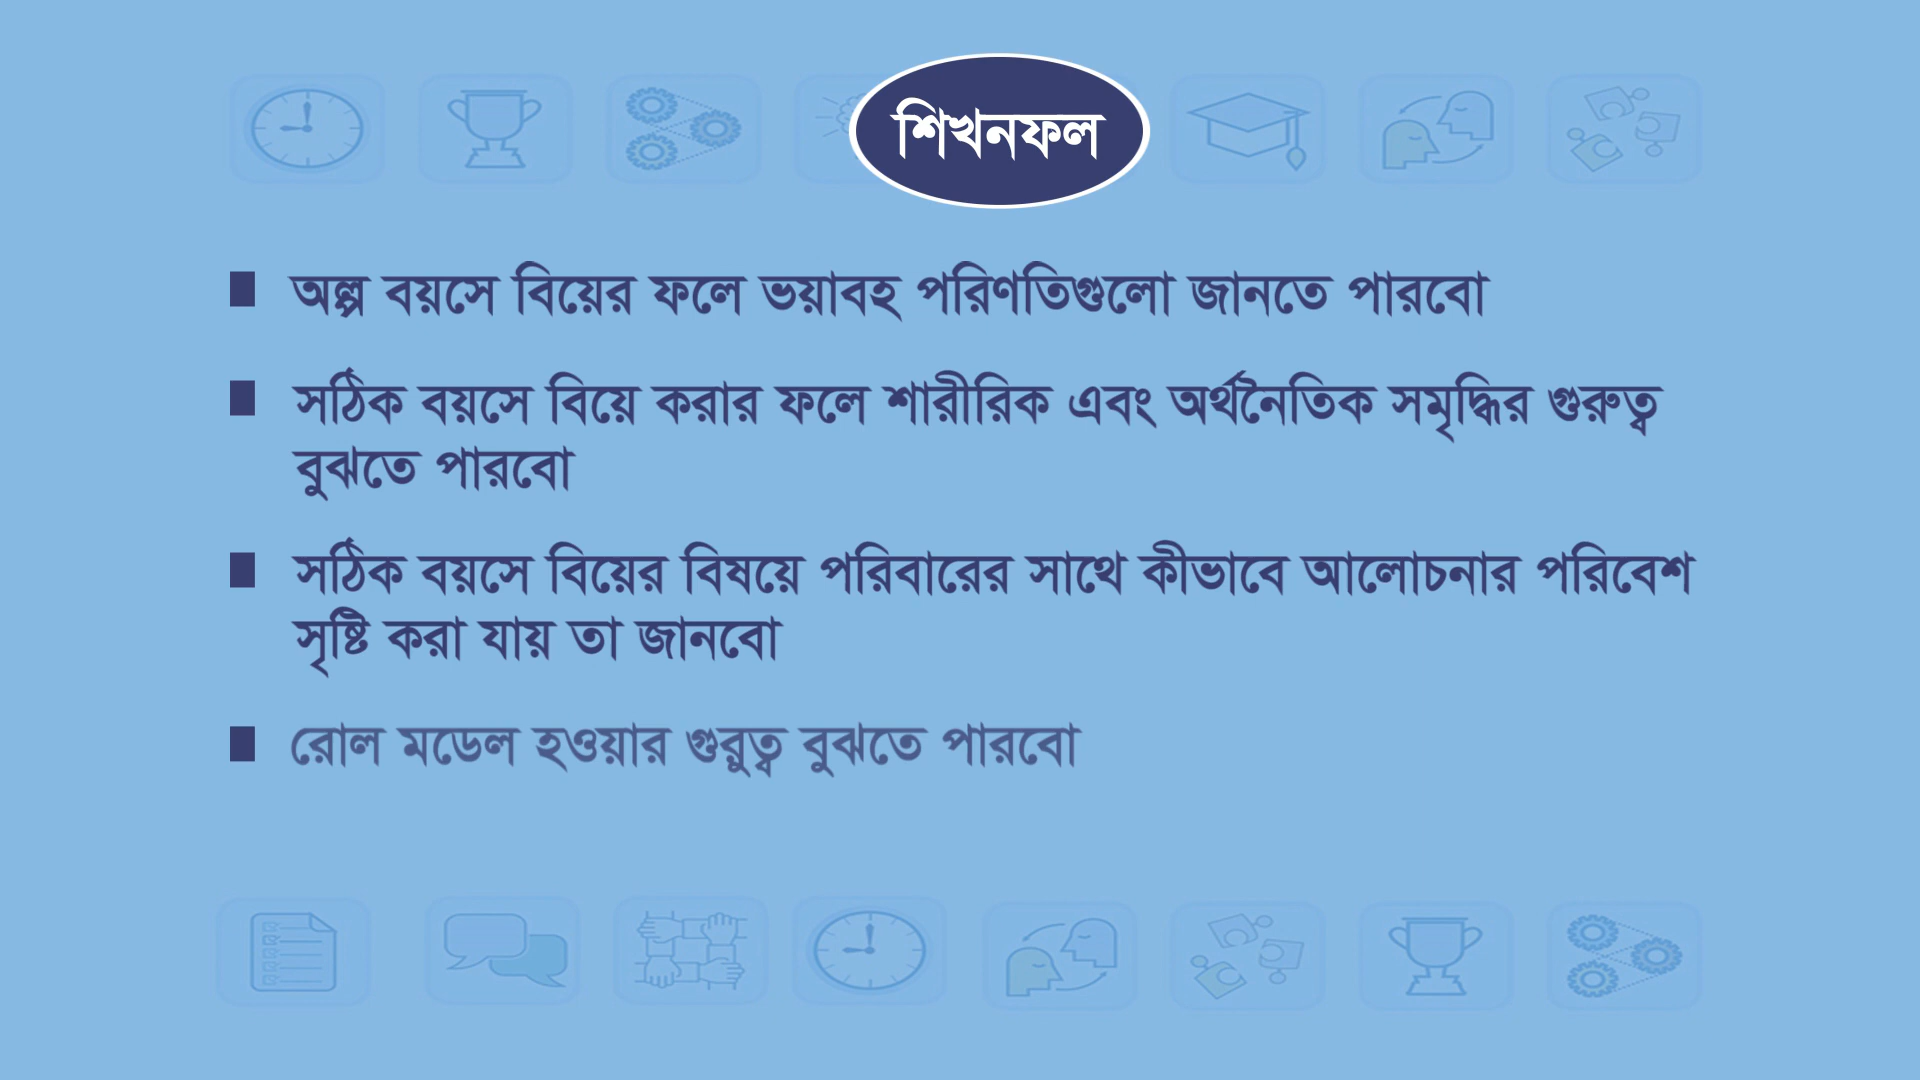 শিখনফল
অল্প বয়সে বিয়ের ফলে ভয়াবহ পরিণতিগুলো জানতে পারবো
সঠিক বয়সে বিয়ে করার ফলে শারীরিক এবং অর্থনৈতিক সমৃদ্ধির গুরুত্ব
বুঝতে পারবো
সঠিক বয়সে বিয়ের বিষয়ে পরিবারের সাথে কীভাবে আলোচনার পরিবেশ
সৃষ্টি করা যায় তা জানবো
রোল মডেল হওয়ার গুরুত্ব বুঝতে পারবো